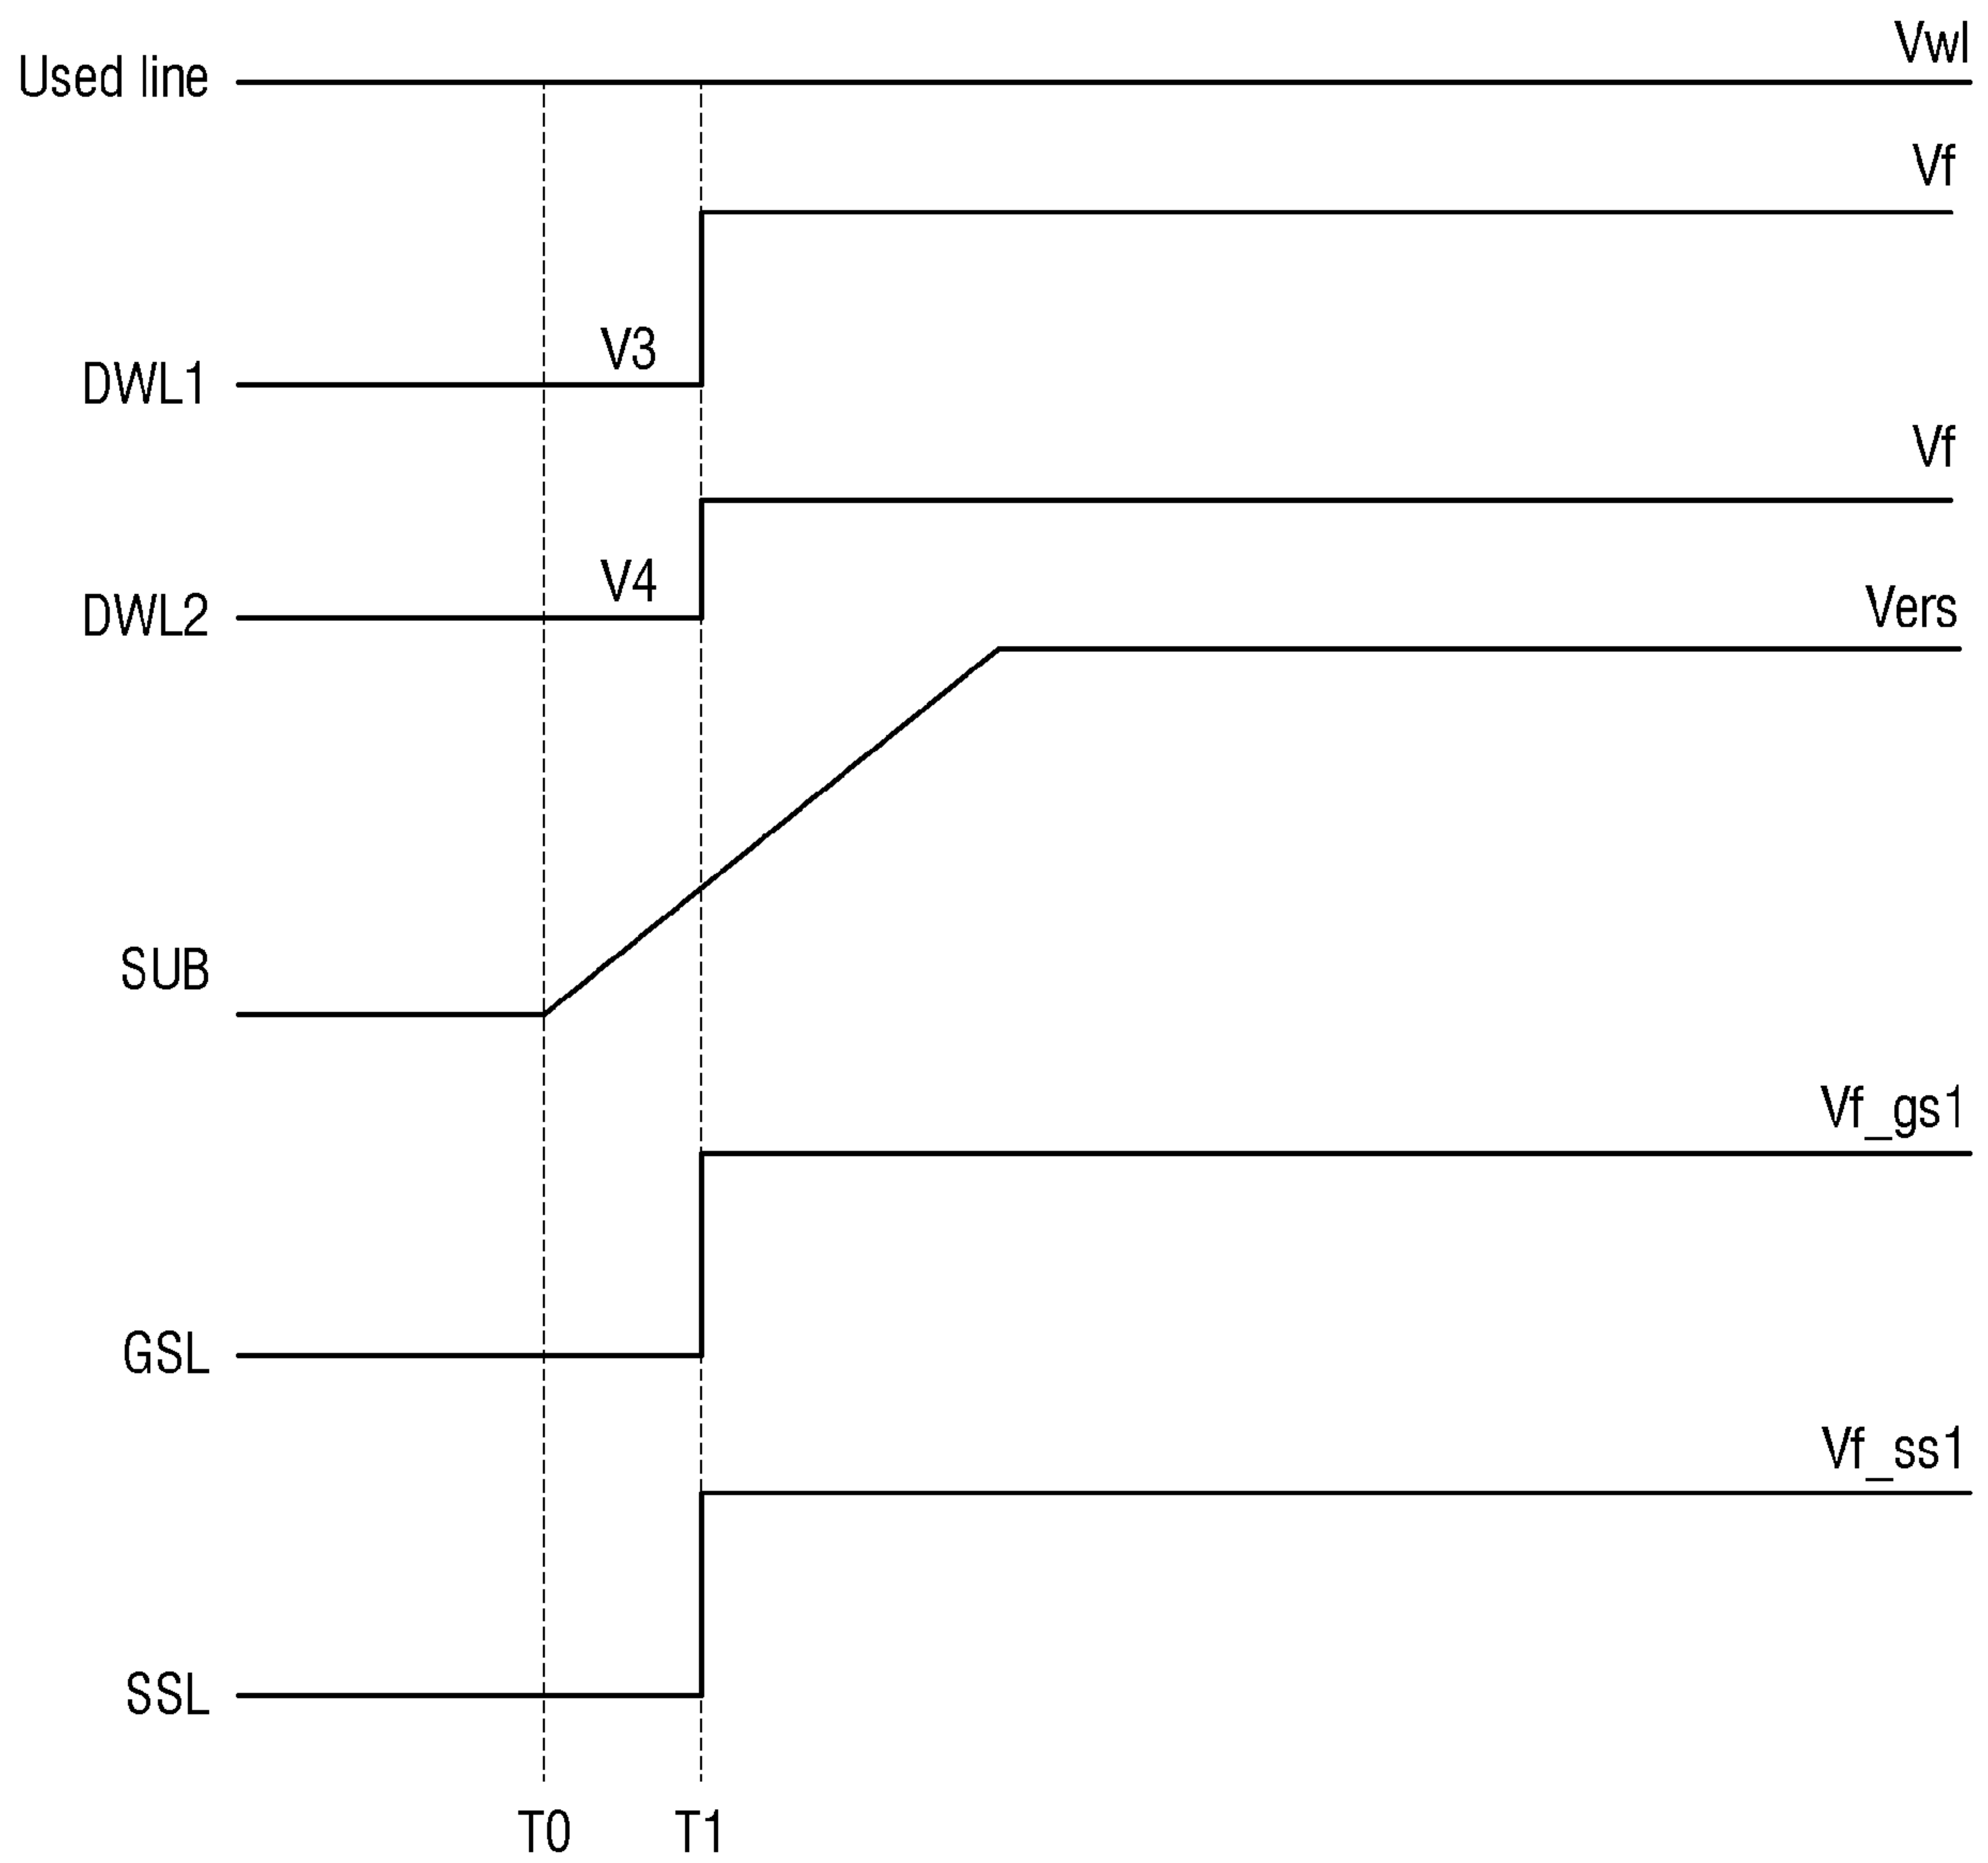 Vwl
Used line
Vf
V3
DWL1
Vf
V4
DWL2
Vers
SUB
Vf_gs1
GSL
Vf_ss1
SSL
T0 T1